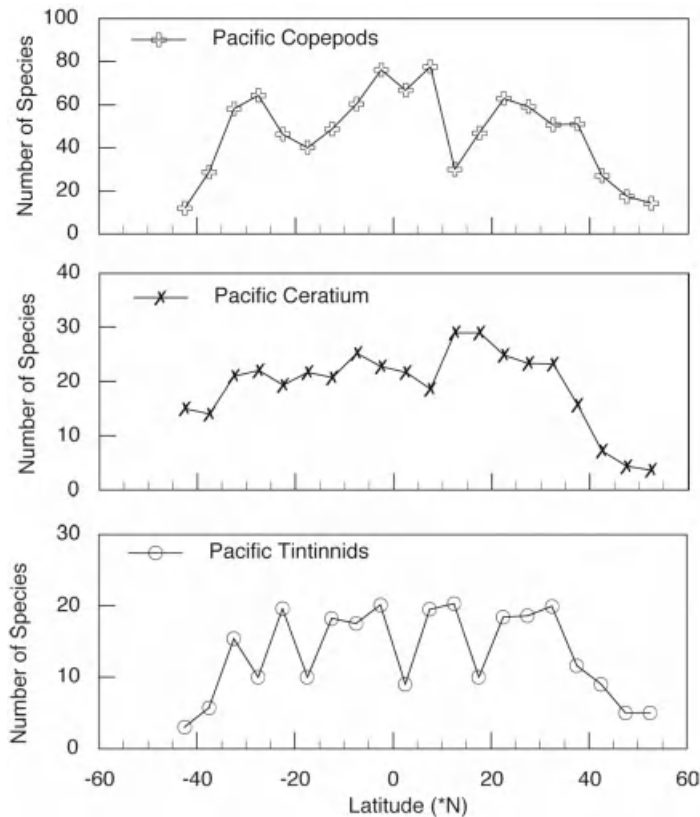 100
Pacific Copepods
80
60
40
20
0
Number of Species
40
Pacific Ceratium
30
20
10
0
Number of Species
30
Pacific Tintinnids
20
10
0
Number of Species
-60 -40 -20 0 20 40 60
Latitude (*N)